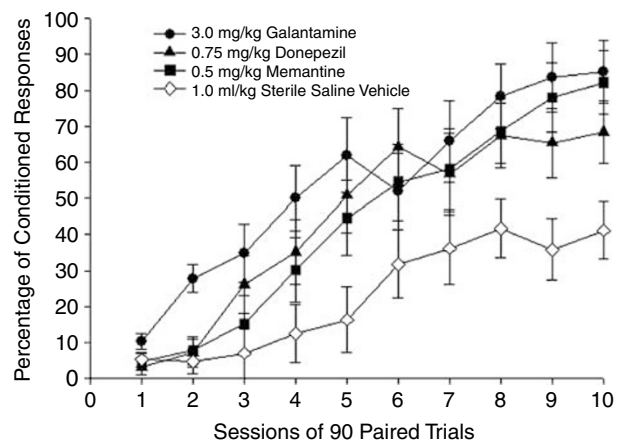 100
90
80
70
60
50
40
30
20
10
0
Percentage of Conditioned Responses
3.0 mg/kg Galantamine
0.75 mg/kg Donepezil
0.5 mg/kg Memantine
1.0 ml/kg Sterile Saline Vehicle
0 1 2 3 4 5 6 7 8 9 10
Sessions of 90 Paired Trials